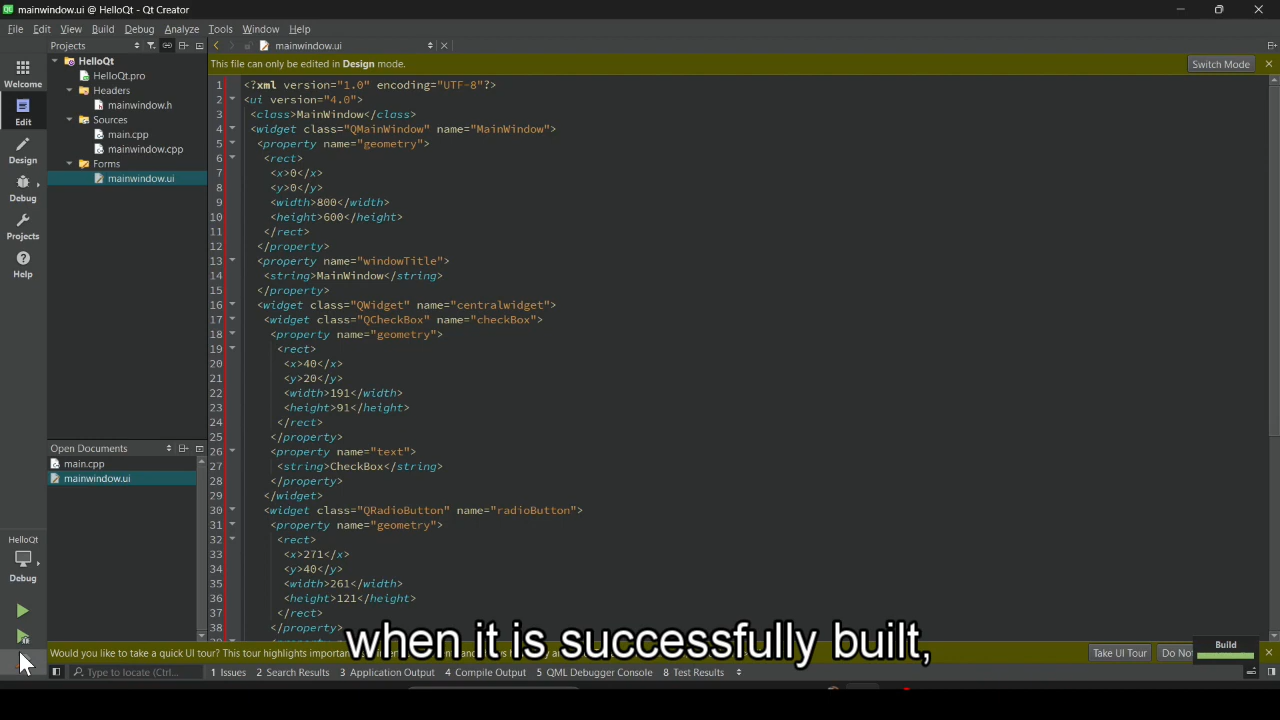 mainwindow.ui @ HelloQt - Qt Creator
File Edit View Build Debug Analyze Tools Window Help
Projects
mainwindow.ui
This file can only be edited in Design mode.
Switch Mode
Welcome
Edit
Design
Debug
Projects
Help
HelloQt
HelloQt.pro
Headers
mainwindow.h
Sources
main.cpp
mainwindow.cpp
Forms
mainwindow.ui
Open Documents
main.cpp
mainwindow.ui
HelloQt
Debug
1 <?xml version="1.0" encoding="UTF-8"?>
2 <ui version="4.0">
3 <class>MainWindow</class>
4 <widget class="QMainWindow" name="MainWindow">
5 <property name="geometry">
6 <rect>
7 <x>0</x>
8 <y>0</y>
9 <width>800</width>
10 <height>600</height>
11 </rect>
12 </property>
13 <property name="windowTitle">
14 <string>MainWindow</string>
15 </property>
16 <widget class="QWidget" name="centralwidget">
17 <widget class="QCheckBox" name="checkBox">
18 <property name="geometry">
19 <rect>
20 <x>40</x>
21 <y>20</y>
22 <width>191</width>
23 <height>91</height>
24 </rect>
25 </property>
26 <property name="text">
27 <string>CheckBox</string>
28 </property>
29 </widget>
30 <widget class="QRadioButton" name="radioButton">
31 <property name="geometry">
32 <rect>
33 <x>271</x>
34 <y>40</y>
35 <width>261</width>
36 <height>121</height>
37 </rect>
38 </property>
when it is successfully built,
Build
Would you like to take a quick UI tour? This tour highlights
Take UI Tour
Do Not
Type to locate (Ctrl...
1 Issues 2 Search Results 3 Application Output 4 Compile Output 5 QML Debugger Console 8 Test Results